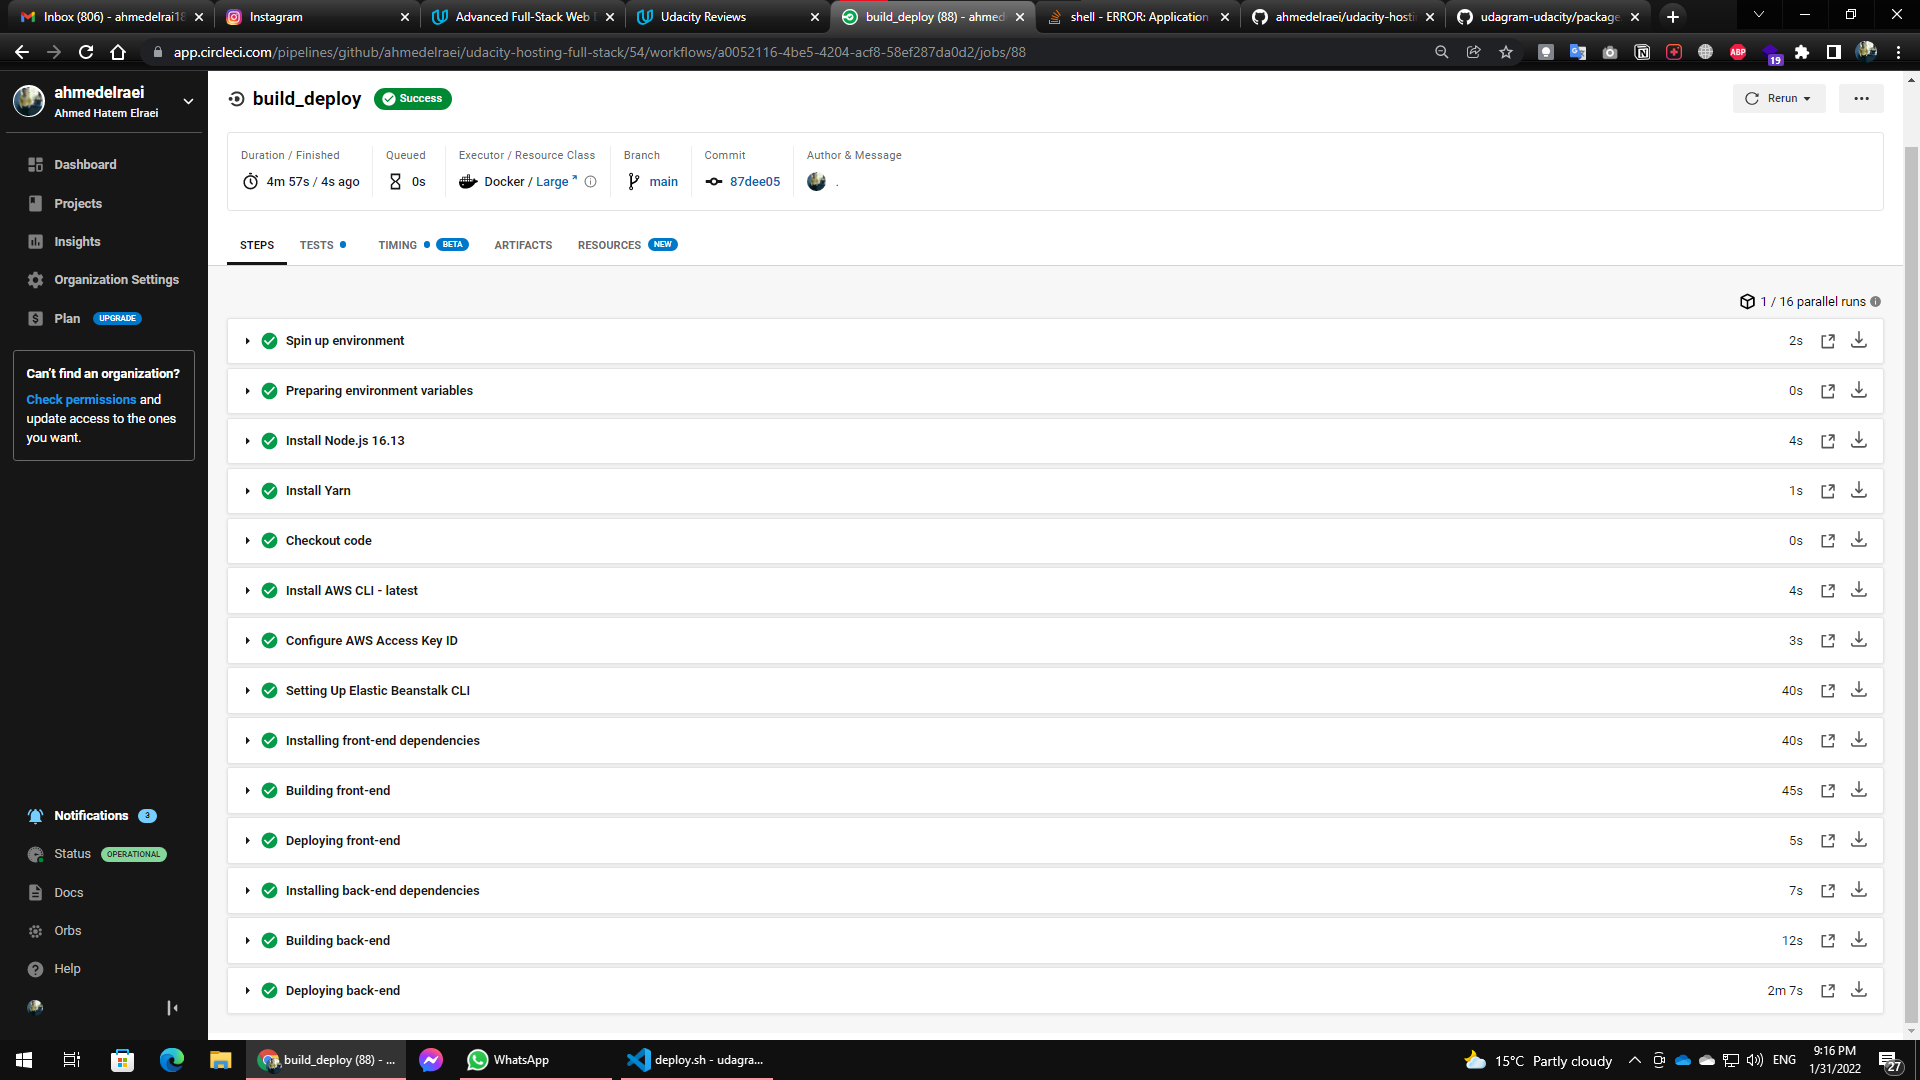 Inbox (806) - ahmedelrai18
Instagram
Advanced Full-Stack Web
Udacity Reviews
build_deploy (88) - ahmed
shell - ERROR: Application
ahmedelraei/udacity-hosti
udagram-udacity/package
app.circleci.com/pipelines/github/ahmedelraei/udacity-hosting-full-stack/54/workflows/a0052116-4be5-4204-acf8-58ef287da0d2/jobs/88
ABP
19
ahmedelraei
Ahmed Hatem Elraei
Dashboard
Projects
Insights
Organization Settings
Plan UPGRADE
Can't find an organization?
Check permissions and
update access to the ones
you want.
Notifications 3
Status OPERATIONAL
Docs
Orbs
Help
build_deploy Success
Rerun
Duration / Finished
4m 57s / 4s ago
Queued
0s
Executor / Resource Class
Docker / Large
Branch
main
Commit
87dee05
Author & Message
.
STEPS
TESTS
TIMING BETA
ARTIFACTS
RESOURCES NEW
1 / 16 parallel runs
Spin up environment 2s
Preparing environment variables 0s
Install Node.js 16.13 4s
Install Yarn 1s
Checkout code 0s
Install AWS CLI - latest 4s
Configure AWS Access Key ID 3s
Setting Up Elastic Beanstalk CLI 40s
Installing front-end dependencies 40s
Building front-end 45s
Deploying front-end 5s
Installing back-end dependencies 7s
Building back-end 12s
Deploying back-end 2m 7s
build_deploy (88) - ...
WhatsApp
deploy.sh - udagra...
15°C Partly cloudy
ENG
9:16 PM
1/31/2022
27